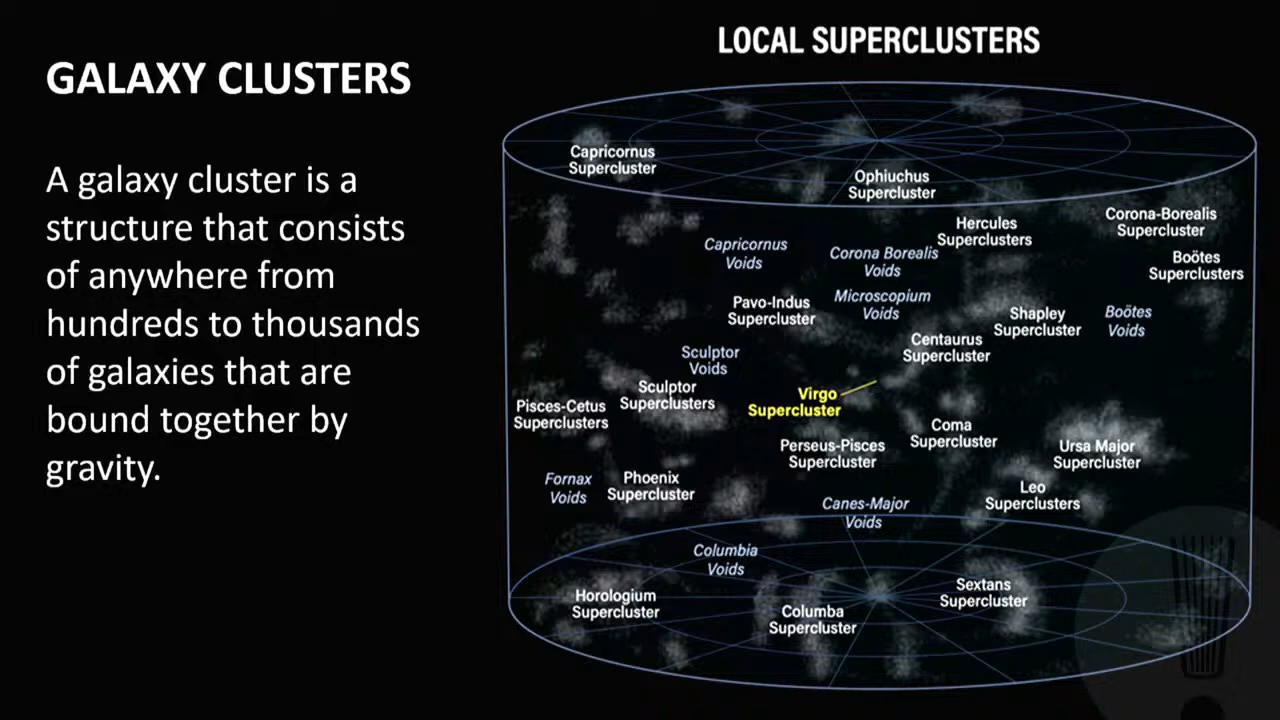 GALAXY CLUSTERS
A galaxy cluster is a
structure that consists
of anywhere from
hundreds to thousands
of galaxies that are
bound together by
gravity.
LOCAL SUPERCLUSTERS
Capricornus
Supercluster
Ophiuchus
Supercluster
Hercules
Superclusters
Corona-Borealis
Supercluster
Capricornus
Voids
Corona Borealis
Voids
Boötes
Superclusters
Pavo-Indus
Supercluster
Microscopium
Voids
Shapley
Supercluster
Boötes
Voids
Centaurus
Supercluster
Sculptor
Voids
Sculptor
Superclusters
Virgo
Supercluster
Pisces-Cetus
Superclusters
Perseus-Pisces
Supercluster
Coma
Supercluster
Ursa Major
Supercluster
Fornax
Voids
Phoenix
Supercluster
Leo
Superclusters
Canes-Major
Voids
Columbia
Voids
Horologium
Supercluster
Columba
Supercluster
Sextans
Supercluster